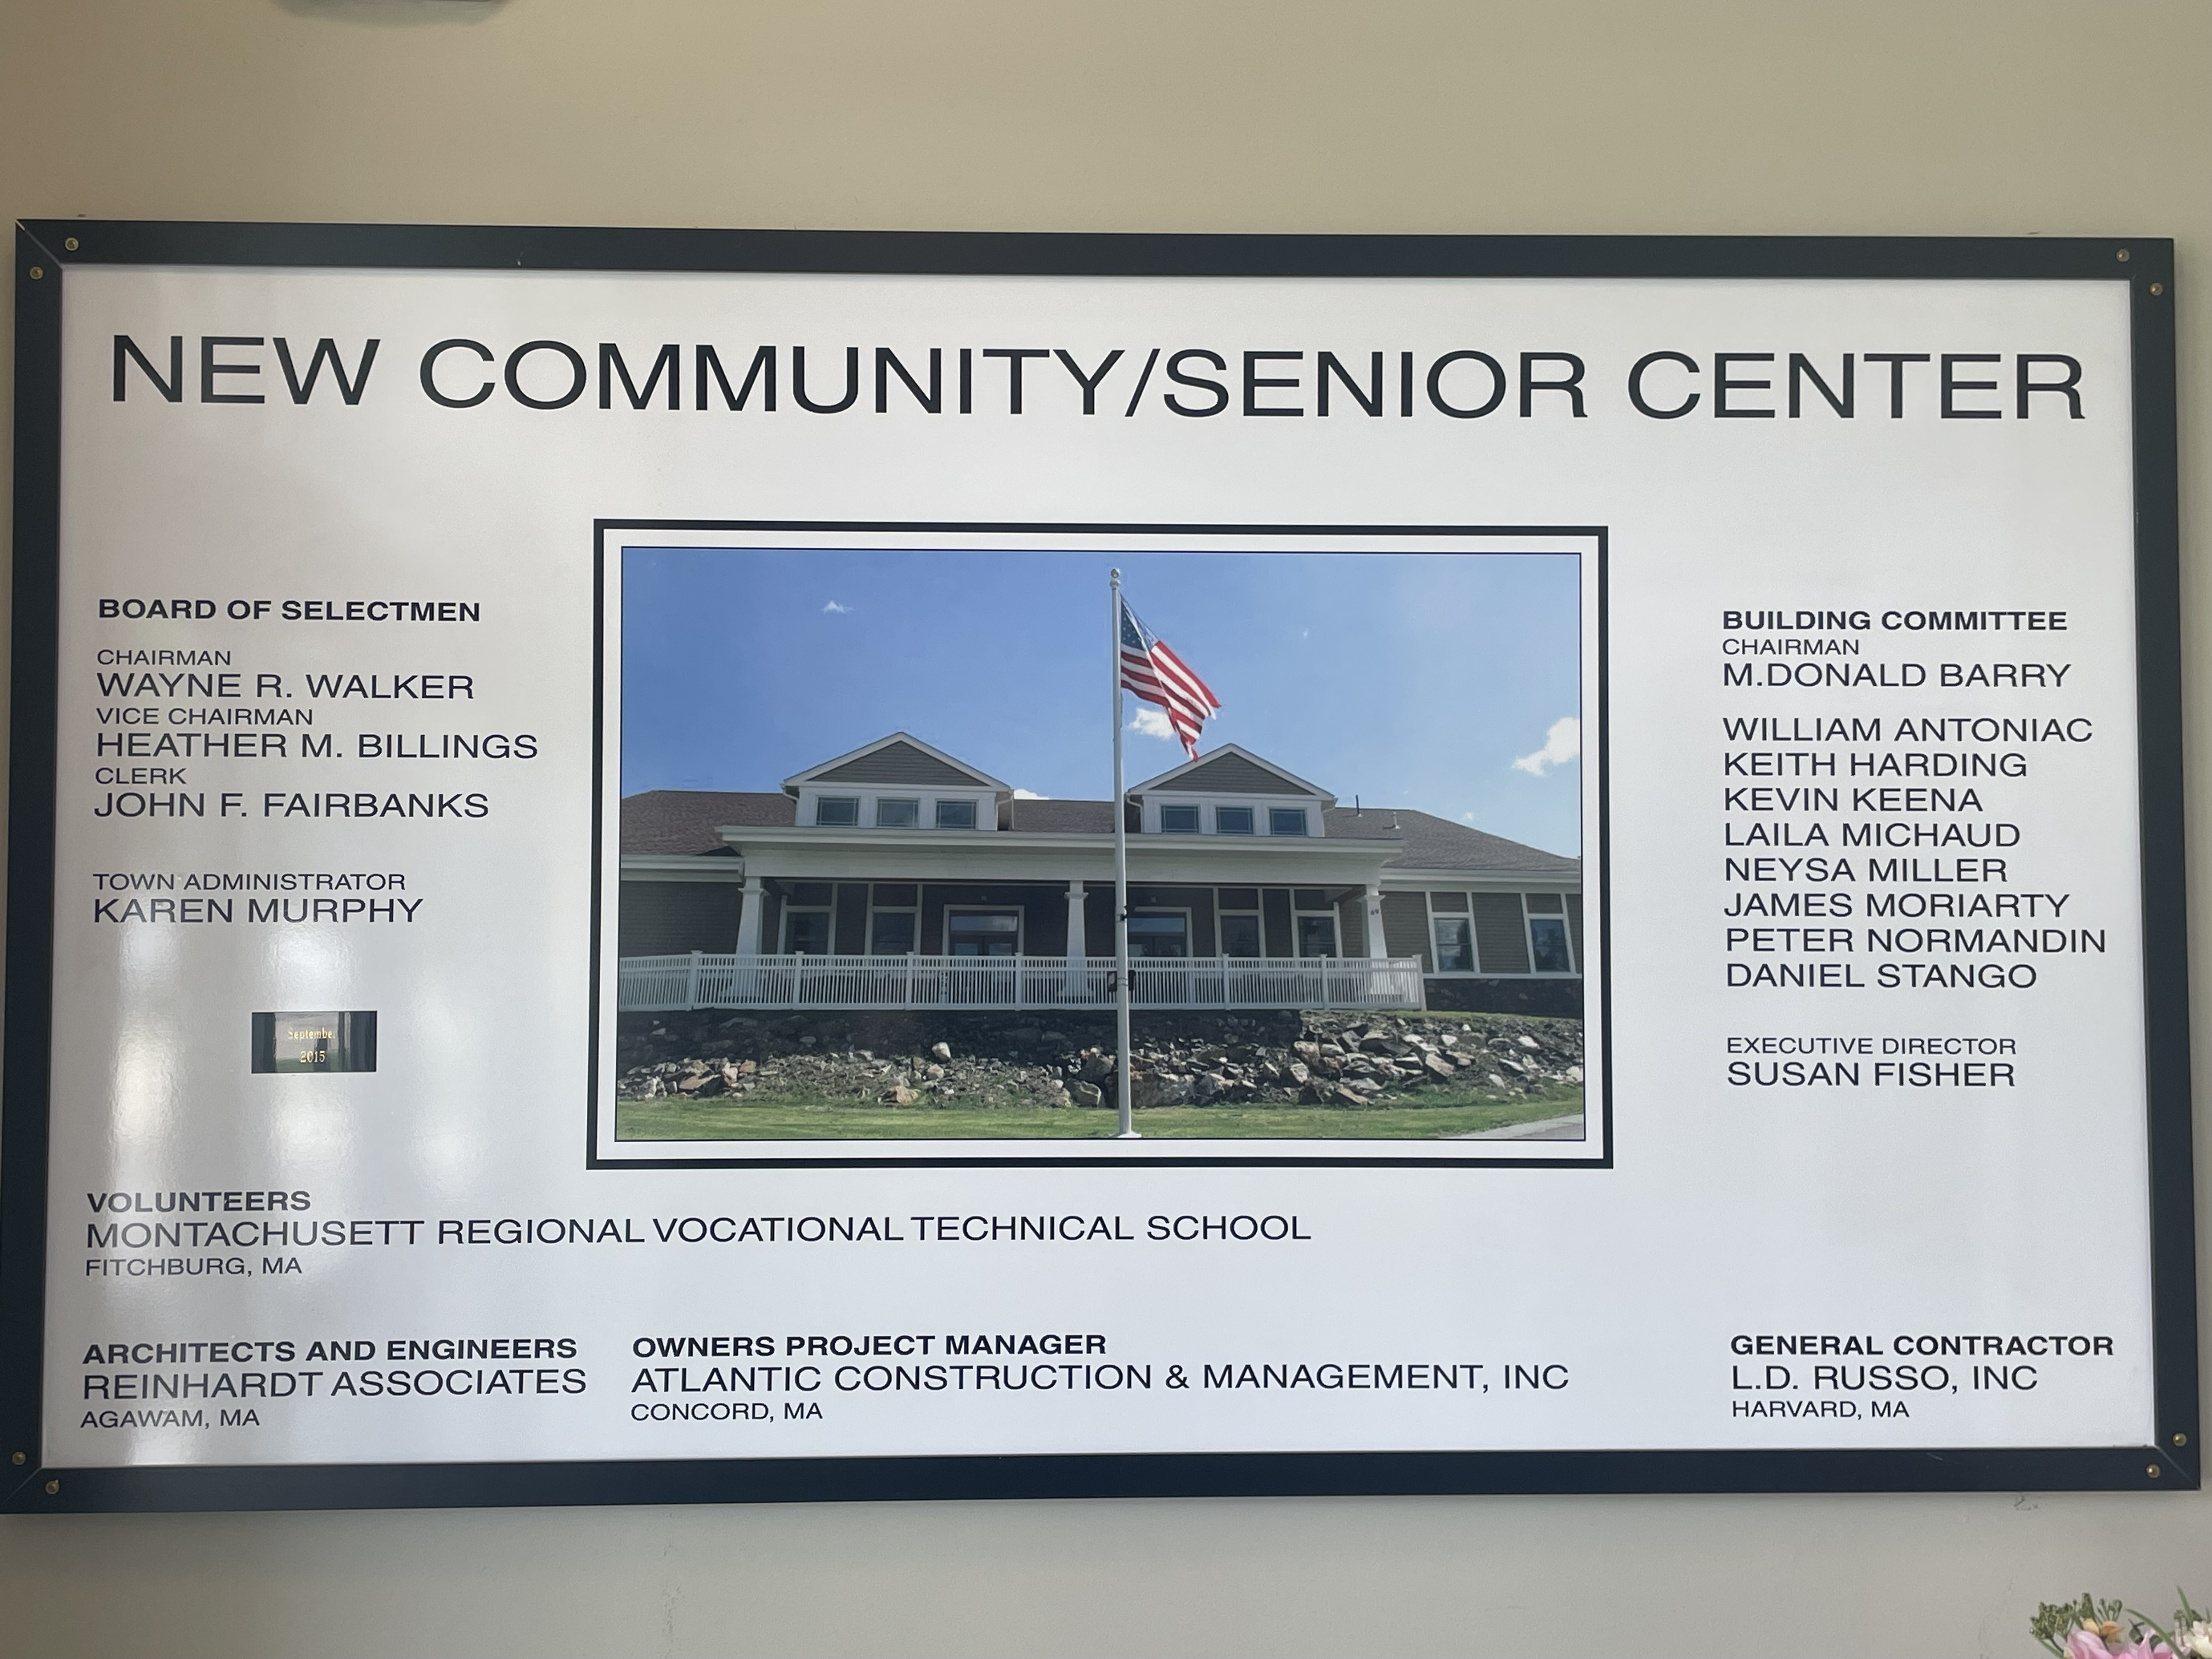 NEW COMMUNITY/SENIOR CENTER
BOARD OF SELECTMEN
CHAIRMAN
WAYNE R. WALKER
VICE CHAIRMAN
HEATHER M. BILLINGS
CLERK
JOHN F. FAIRBANKS
TOWN ADMINISTRATOR
KAREN MURPHY
September
2015
BUILDING COMMITTEE
CHAIRMAN
M.DONALD BARRY
WILLIAM ANTONIAC
KEITH HARDING
KEVIN KEENA
LAILA MICHAUD
NEYSA MILLER
JAMES MORIARTY
PETER NORMANDIN
DANIEL STANGO
EXECUTIVE DIRECTOR
SUSAN FISHER
VOLUNTEERS
MONTACHUSETT REGIONAL VOCATIONAL TECHNICAL SCHOOL
FITCHBURG, MA
ARCHITECTS AND ENGINEERS
REINHARDT ASSOCIATES
AGAWAM, MA
OWNERS PROJECT MANAGER
ATLANTIC CONSTRUCTION & MANAGEMENT, INC
CONCORD, MA
GENERAL CONTRACTOR
L.D. RUSSO, INC
HARVARD, MA